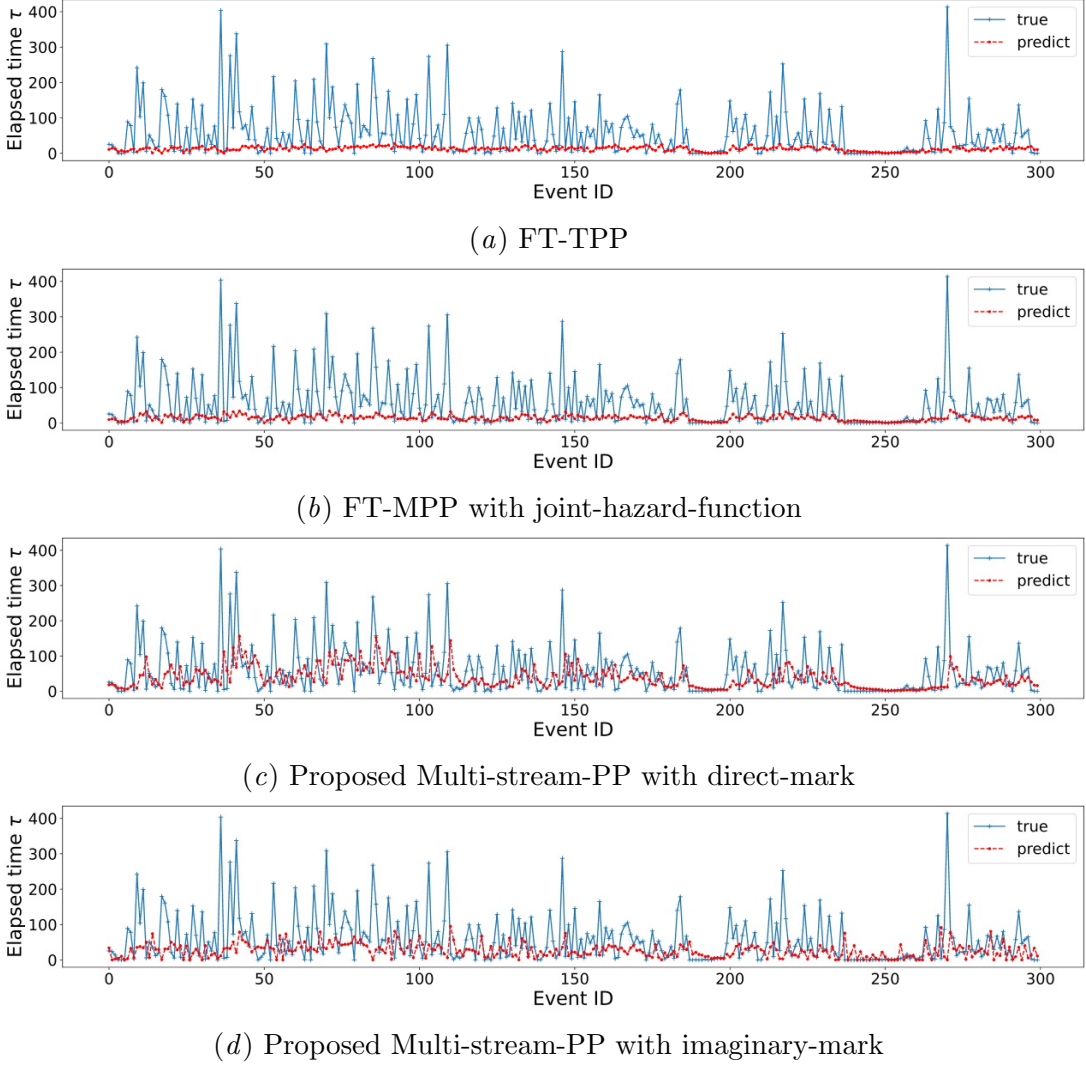 400
300
200
100
0
Elapsed time τ
true
predict
0 50 100 150 200 250 300
Event ID
(a) FT-TPP
400
300
200
100
0
Elapsed time τ
true
predict
0 50 100 150 200 250 300
Event ID
(b) FT-MPP with joint-hazard-function
400
300
200
100
0
Elapsed time τ
true
predict
0 50 100 150 200 250 300
Event ID
(c) Proposed Multi-stream-PP with direct-mark
400
300
200
100
0
Elapsed time τ
true
predict
0 50 100 150 200 250 300
Event ID
(d) Proposed Multi-stream-PP with imaginary-mark